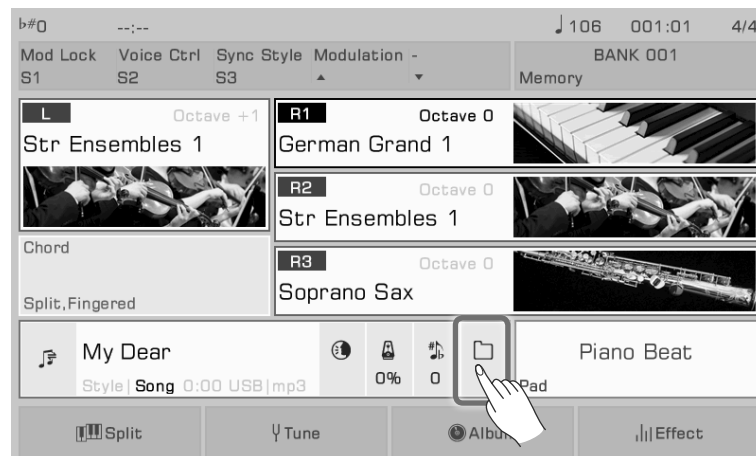 ♭#0 --:-- ♩106 001:01 4/4
Mod Lock Voice Ctrl Sync Style Modulation - BANK 001
S1 S2 S3 ▲ ▼ Memory
L Octave +1
Str Ensembles 1
R1 Octave 0
German Grand 1
R2 Octave 0
Str Ensembles 1
Chord
Split,Fingered
R3 Octave 0
Soprano Sax
My Dear
Style|Song 0:00 USB|mp3
0%
#♭
0
Piano Beat
Pad
Split Tune Effect